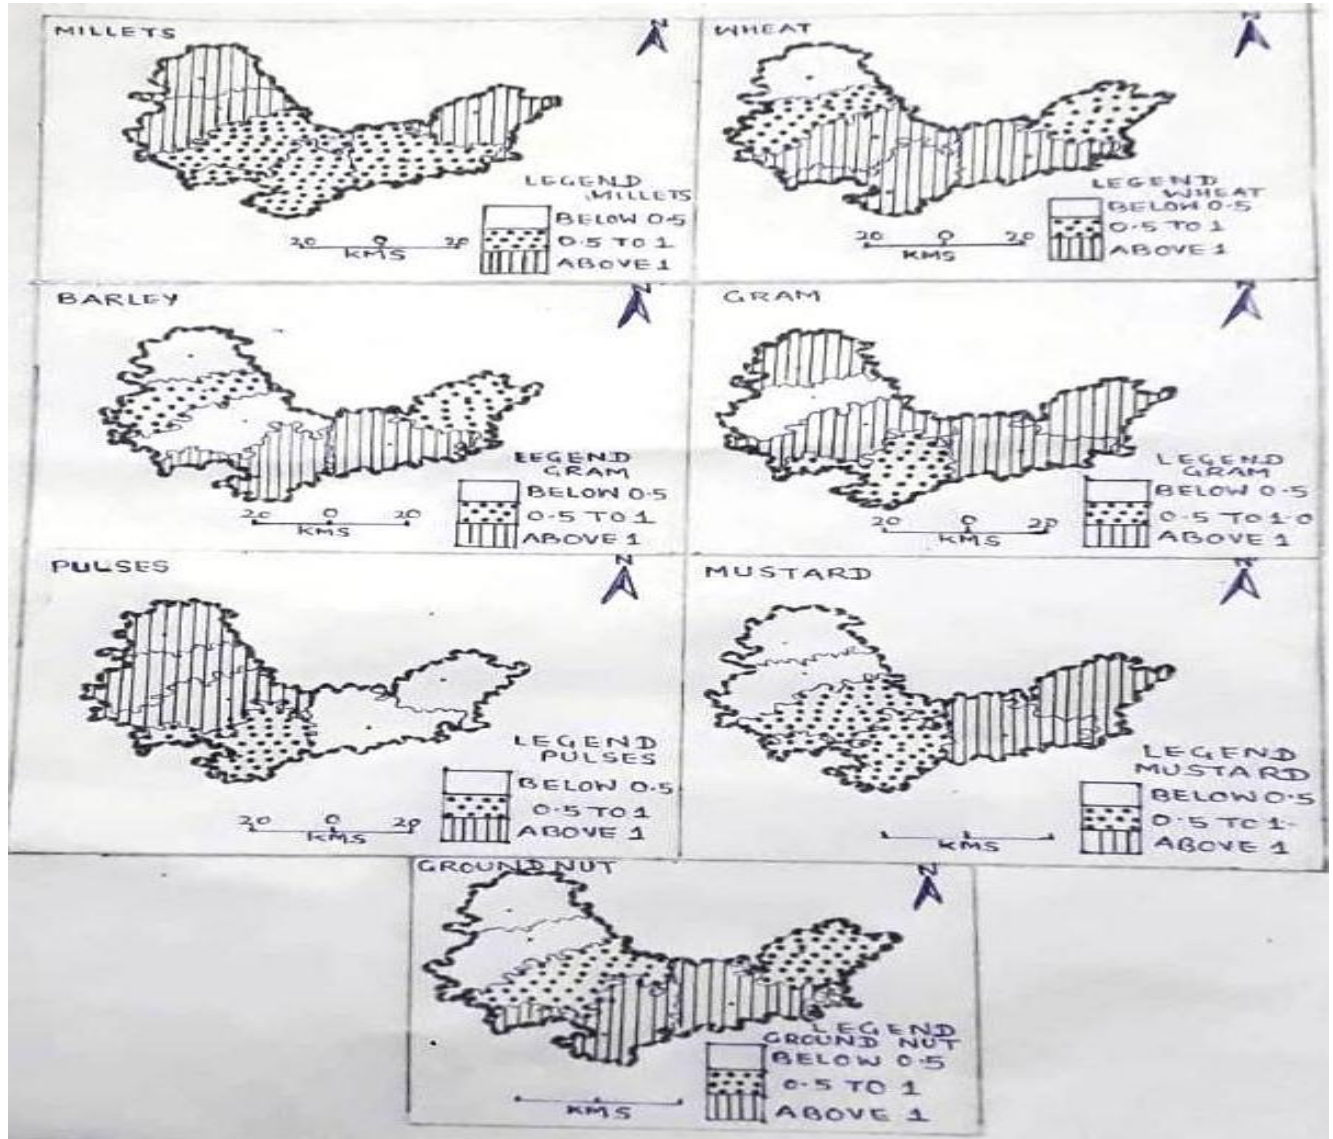 MILLETS
N
LEGEND
MILLETS
BELOW 0.5
0.5 TO 1
ABOVE 1
20 0 20
KMS
WHEAT
N
LEGEND
WHEAT
BELOW 0.5
0.5 TO 1
ABOVE 1
20 0 20
KMS
BARLEY
N
LEGEND
GRAM
BELOW 0.5
0.5 TO 1
ABOVE 1
20 0 20
KMS
GRAM
N
LEGEND
GRAM
BELOW 0.5
0.5 TO 1.0
ABOVE 1
20 0 20
KMS
PULSES
N
LEGEND
PULSES
BELOW 0.5
0.5 TO 1
ABOVE 1
20 0 20
KMS
MUSTARD
N
LEGEND
MUSTARD
BELOW 0.5
0.5 TO 1.
ABOVE 1
KMS
GROUND NUT
N
LEGEND
GROUND NUT
BELOW 0.5
0.5 TO 1
ABOVE 1
KMS